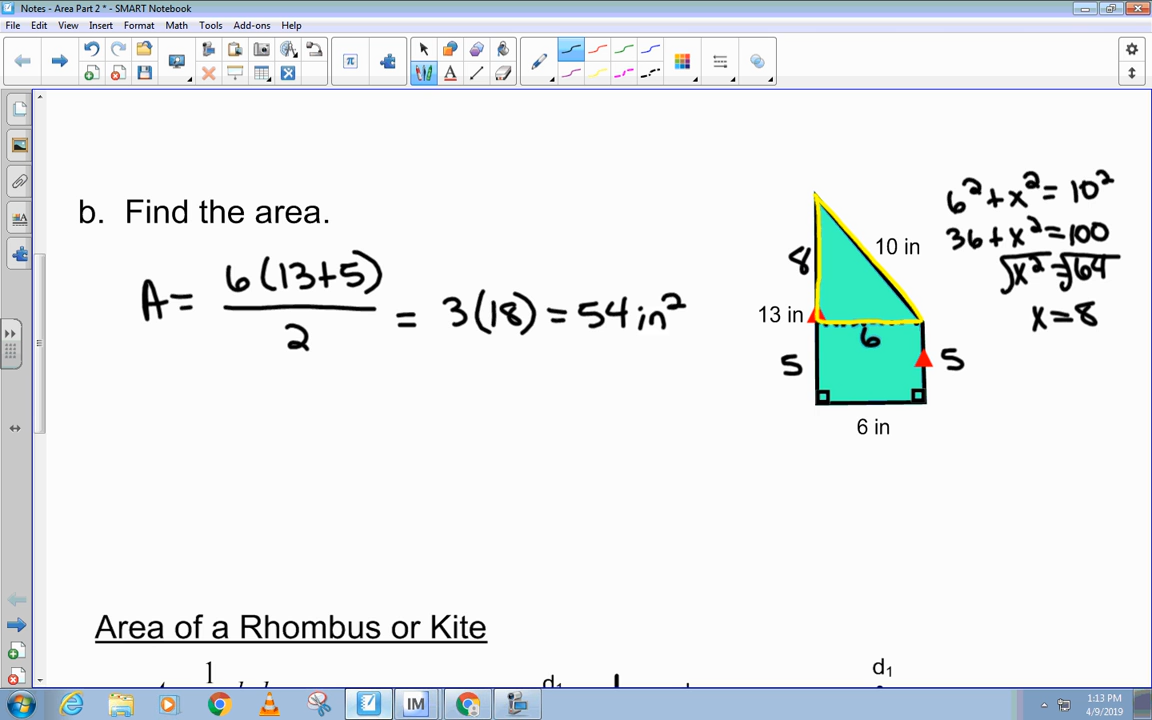 Notes - Area Part 2 * - SMART Notebook
File Edit View Insert Format Math Tools Add-ons Help
b. Find the area.
A = 6(13+5) / 2 = 3(18) = 54 in²
8
10 in
13 in
6
5
5
6 in
6² + x² = 10²
36 + x² = 100
√x² = √64
x = 8
Area of a Rhombus or Kite
1
d₁
d₁
IM
1:13 PM
4/9/2019